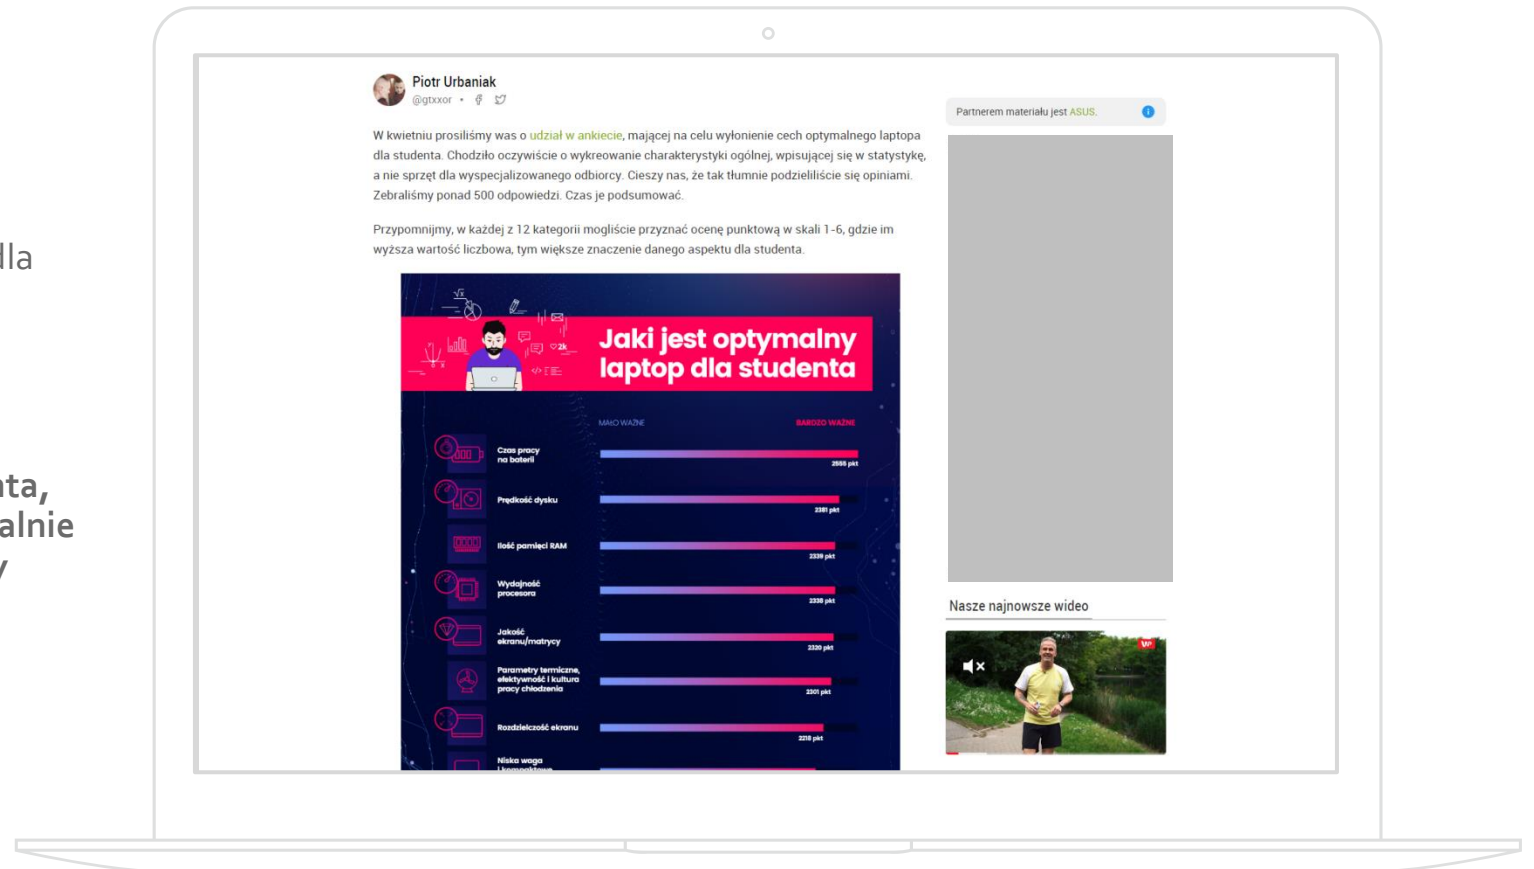 dla
nta,
alnie
y
Piotr Urbaniak
@gtxxor
W kwietniu prosiliśmy was o udział w ankiecie, mającej na celu wyłonienie cech optymalnego laptopa
dla studenta. Chodziło oczywiście o wykreowanie charakterystyki ogólnej, wpisującej się w statystykę,
a nie sprzęt dla wyspecjalizowanego odbiorcy. Cieszy nas, że tak tłumnie podzieliliście się opiniami.
Zebraliśmy ponad 500 odpowiedzi. Czas je podsumować.
Przypomnijmy, w każdej z 12 kategorii mogliście przyznać ocenę punktową w skali 1-6, gdzie im
wyższa wartość liczbowa, tym większe znaczenie danego aspektu dla studenta.
√x
2k
x
Jaki jest optymalny
laptop dla studenta
MAŁO WAŻNE
BARDZO WAŻNE
Czas pracy
na baterii
2555 pkt
Prędkość dysku
2381 pkt
Ilość pamięci RAM
2339 pkt
Wydajność
procesora
2338 pkt
Jakość
ekranu/matrycy
2320 pkt
Parametry termiczne,
efektywność i kultura
pracy chłodzenia
2301 pkt
Rozdzielczość ekranu
2218 pkt
Niska waga
i kompaktowe
Partnerem materiału jest ASUS.
i
Nasze najnowsze wideo
WP